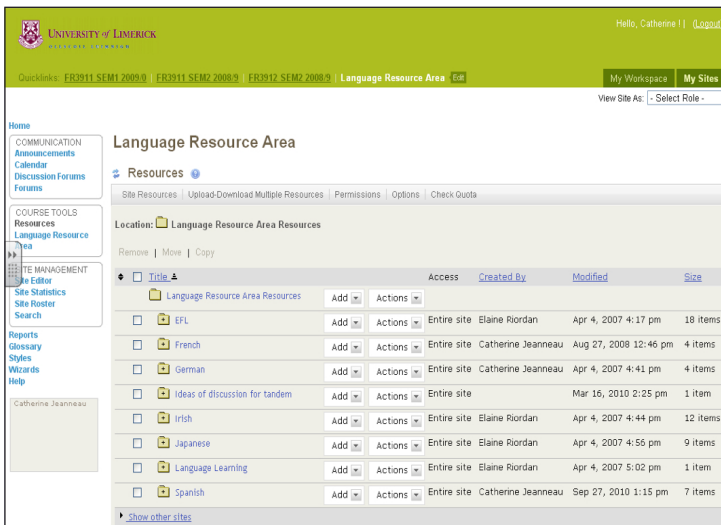 UNIVERSITY of LIMERICK
Hello, Catherine ! | (Logout
Quicklinks: FR3911 SEM1 2009/0 | FR3911 SEM2 2008/9 | FR3912 SEM2 2008/9 | Language Resource Area Edit
My Workspace My Sites
View Site As: - Select Role -
Home
COMMUNICATION
Announcements
Calendar
Discussion Forums
Forums
COURSE TOOLS
Resources
Language Resource
Area
SITE MANAGEMENT
Site Editor
Site Statistics
Site Roster
Search
Reports
Glossary
Styles
Wizards
Help
Catherine Jeanneau
Language Resource Area
Resources
Site Resources | Upload-Download Multiple Resources | Permissions | Options | Check Quota
Location: Language Resource Area Resources
Remove | Move | Copy
Title Access Created By Modified Size
Language Resource Area Resources Add Actions
EFL Add Actions Entire site Elaine Riordan Apr 4, 2007 4:17 pm 18 items
French Add Actions Entire site Catherine Jeanneau Aug 27, 2008 12:46 pm 4 items
German Add Actions Entire site Catherine Jeanneau Apr 4, 2007 4:41 pm 4 items
Ideas of discussion for tandem Add Actions Entire site Mar 16, 2010 2:25 pm 1 item
Irish Add Actions Entire site Elaine Riordan Apr 4, 2007 4:44 pm 12 items
Japanese Add Actions Entire site Elaine Riordan Apr 4, 2007 4:56 pm 9 items
Language Learning Add Actions Entire site Elaine Riordan Apr 4, 2007 5:02 pm 1 item
Spanish Add Actions Entire site Catherine Jeanneau Sep 27, 2010 1:15 pm 7 items
Show other sites